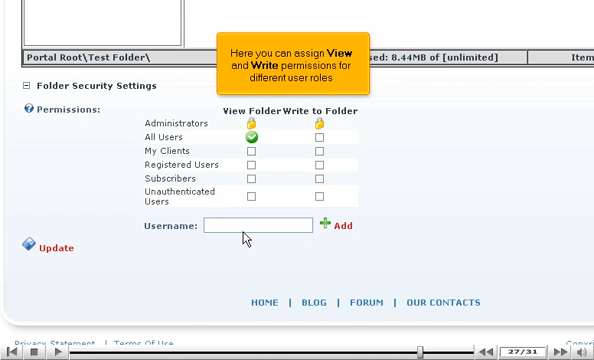 Here you can assign View
and Write permissions for
different user roles
Portal Root\Test Folder\
sed: 8.44MB of [unlimited]
Item
Folder Security Settings
Permissions:
View Folder Write to Folder
Administrators
All Users
My Clients
Registered Users
Subscribers
Unauthenticated
Users
Username:
Add
Update
HOME | BLOG | FORUM | OUR CONTACTS
Privacy Statement | Terms Of Use
Copyri
27/31